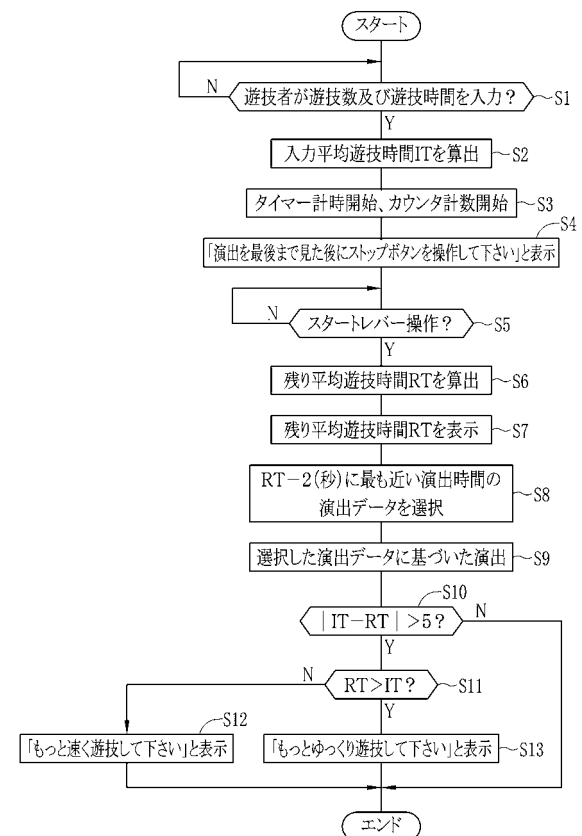 スタート
N
遊技者が遊技数及び遊技時間を入力?
S1
Y
入力平均遊技時間ITを算出
S2
タイマー計時開始、カウンタ計数開始
S3
S4
「演出を最後まで見た後にストップボタンを操作して下さい」と表示
N
スタートレバー操作?
S5
Y
残り平均遊技時間RTを算出
S6
残り平均遊技時間RTを表示
S7
RT-2(秒)に最も近い演出時間の
演出データを選択
S8
選択した演出データに基づいた演出
S9
S10
|IT-RT|>5?
N
Y
N
RT>IT?
S11
Y
S12
「もっと速く遊技して下さい」と表示
「もっとゆっくり遊技して下さい」と表示
S13
エンド